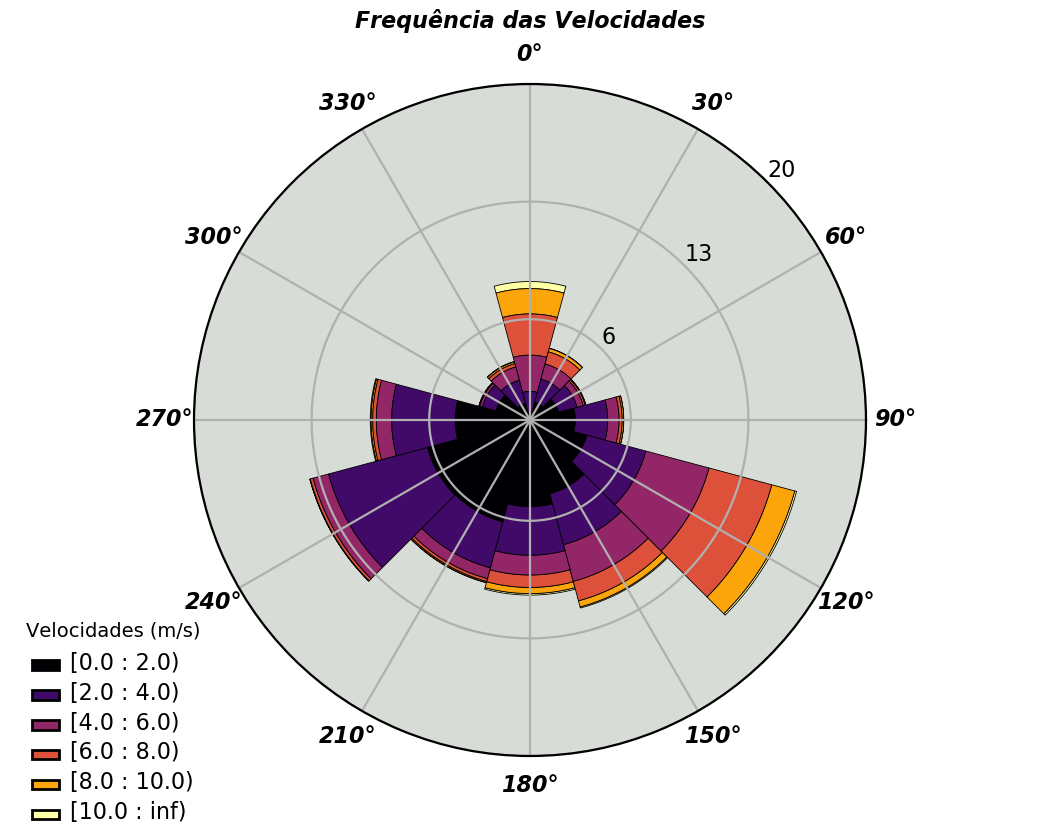 Frequência das Velocidades
0°
330°
30°
20
300°
60°
13
6
270°
90°
240°
120°
210°
150°
180°
Velocidades (m/s)
[0.0 : 2.0)
[2.0 : 4.0)
[4.0 : 6.0)
[6.0 : 8.0)
[8.0 : 10.0)
[10.0 : inf)